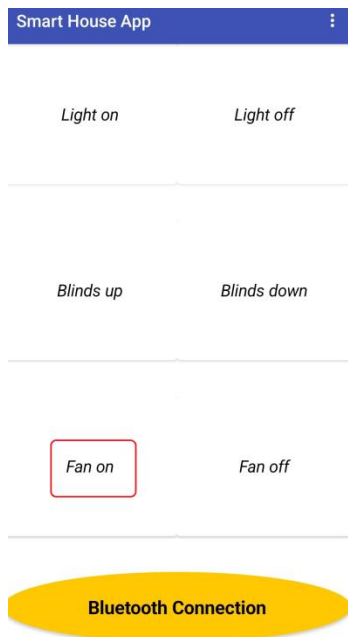 Smart House App
Light on
Light off
Blinds up
Blinds down
Fan on
Fan off
Bluetooth Connection